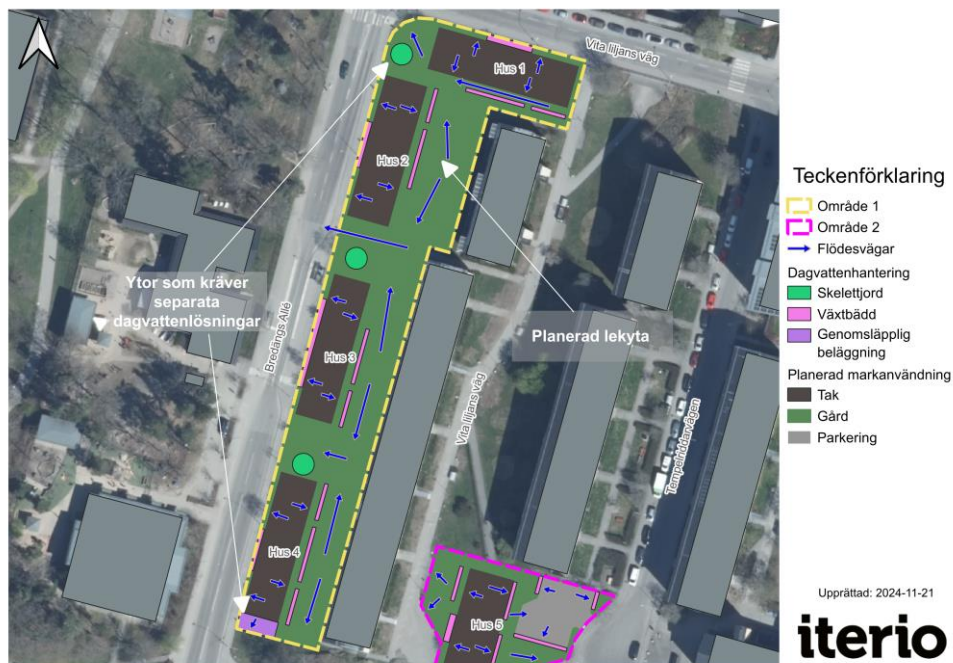 Vita liljans väg
Hus 1
Hus 2
Ytor som kräver
separata
dagvattenlösningar
Bredängs Allé
Hus 3
Planerad lekyta
Vita liljans väg
Tempelriddarvägen
Hus 4
Hus 5
Teckenförklaring
Område 1
Område 2
Flödesvägar
Dagvattenhantering
Skelettjord
Växtbädd
Genomsläpplig
beläggning
Planerad markanvändning
Tak
Gård
Parkering
Upprättad: 2024-11-21
iterio